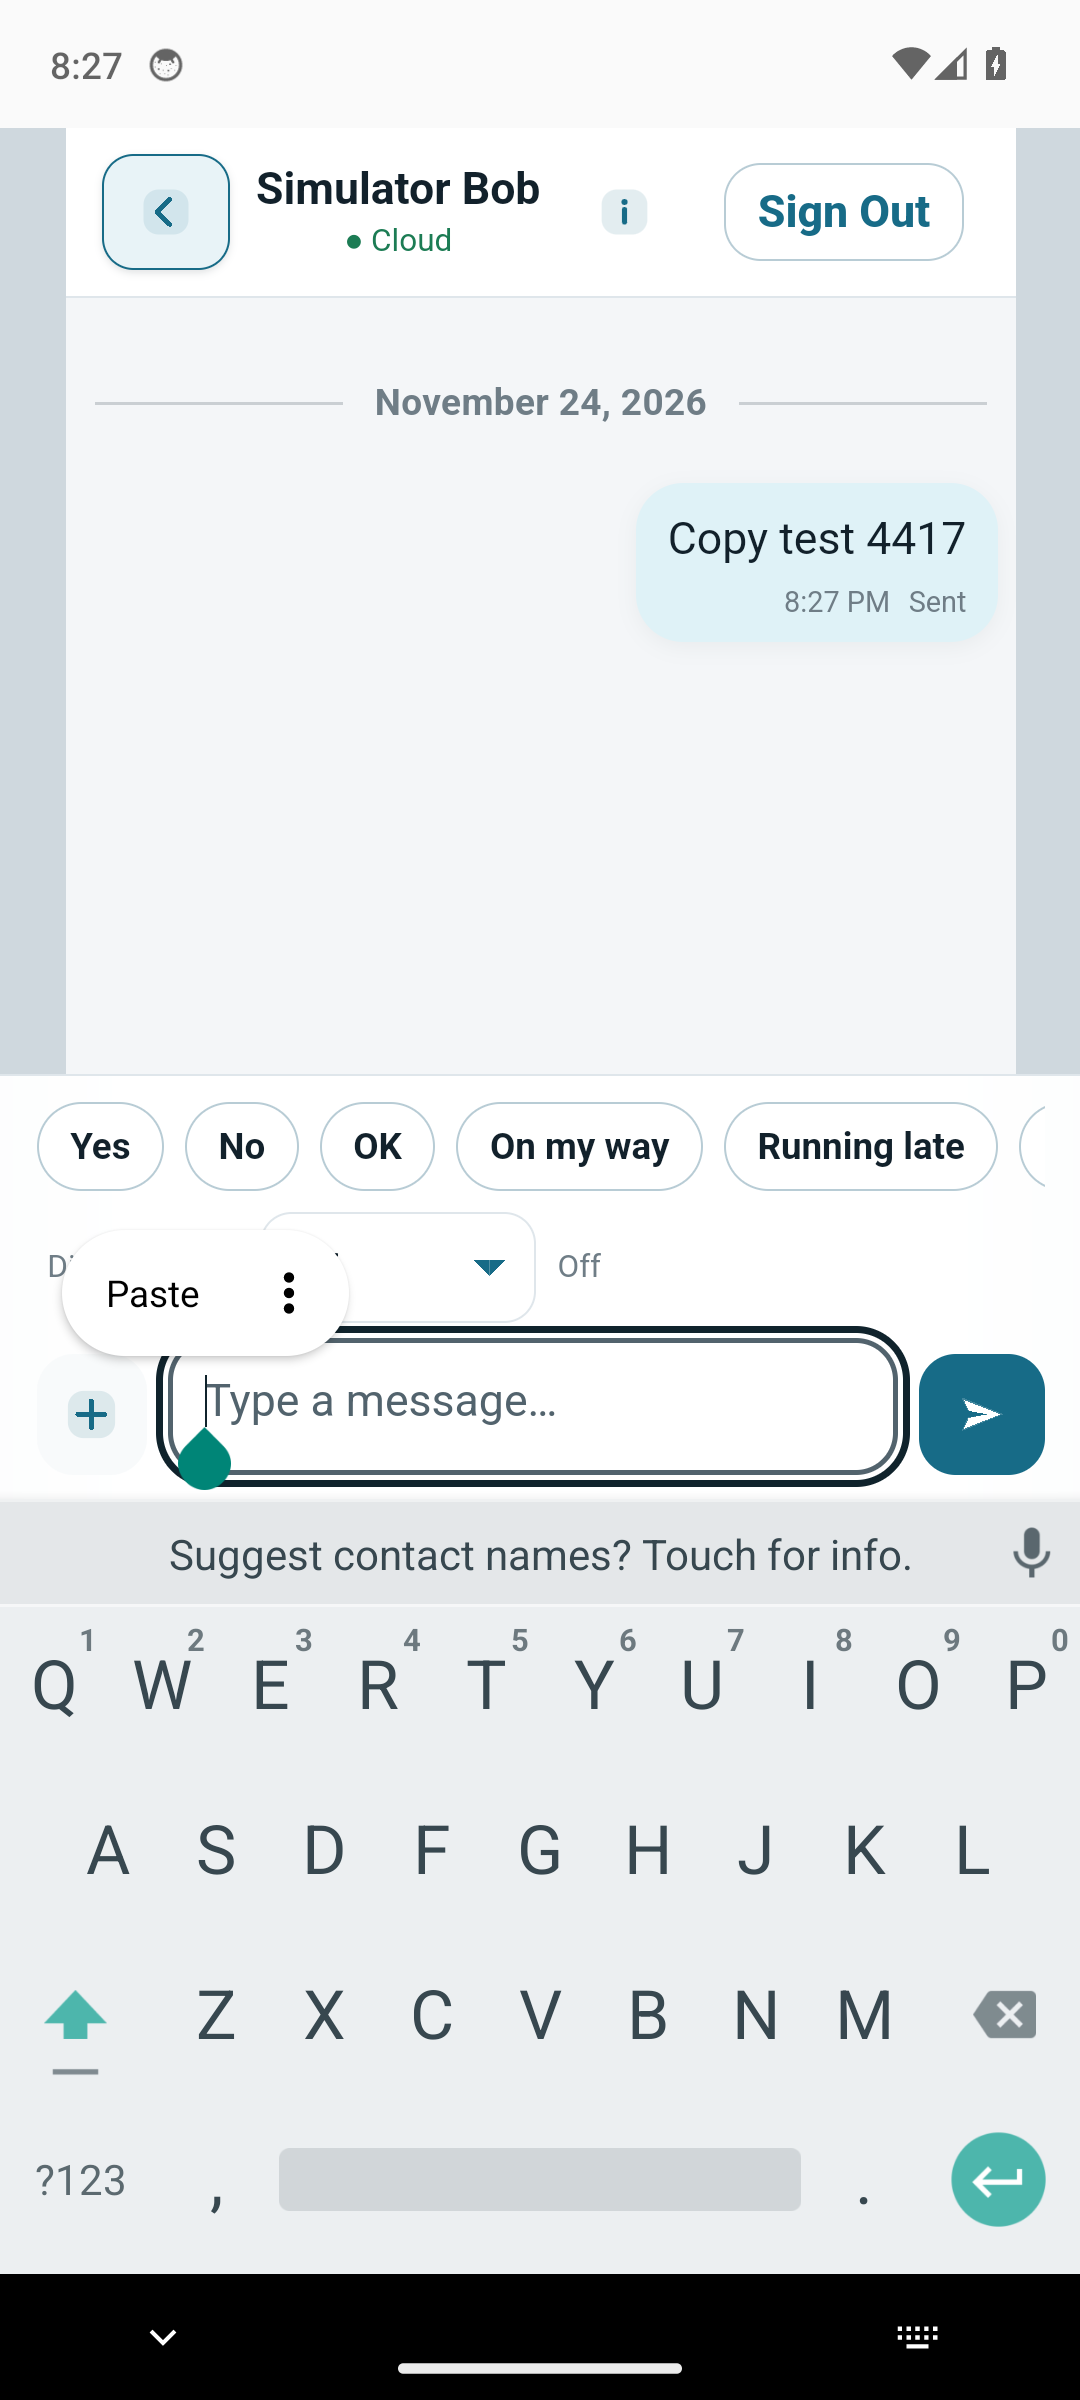 8:27
Simulator Bob
Cloud
Sign Out
November 24, 2026
Copy test 4417
8:27 PM Sent
Yes
No
OK
On my way
Running late
Off
Paste
Type a message...
Suggest contact names? Touch for info.
1 2 3 4 5 6 7 8 9 0
Q W E R T Y U I O P
A S D F G H J K L
Z X C V B N M
?123 , .